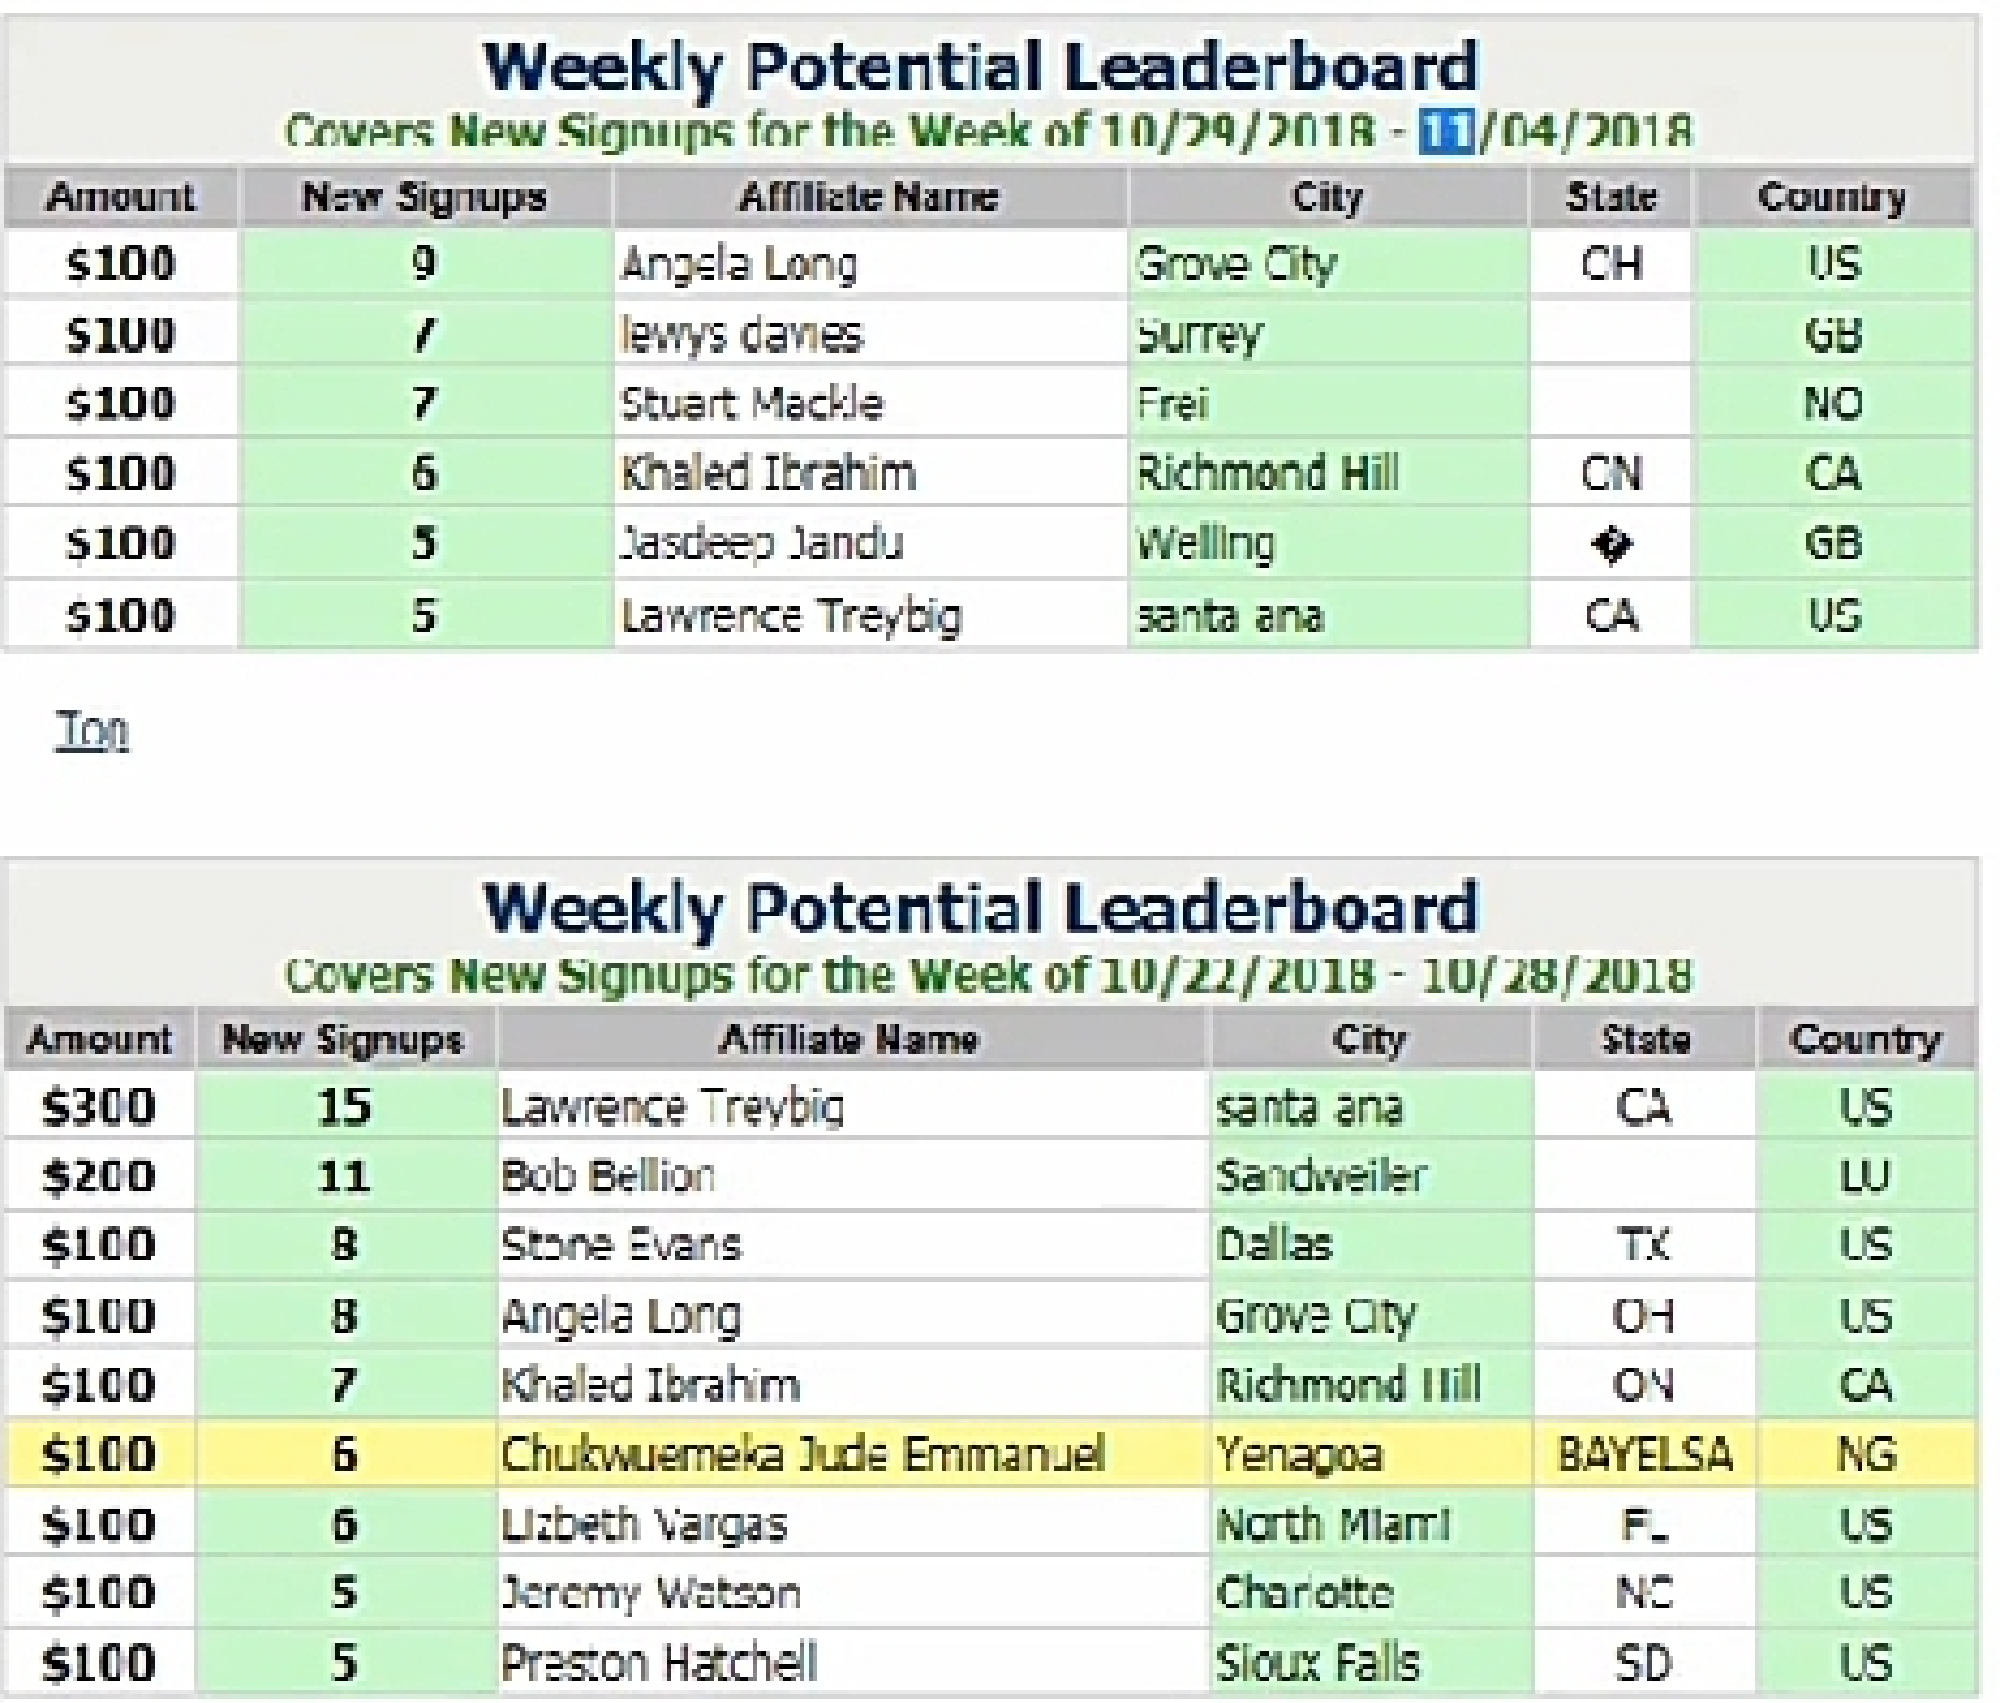 Weekly Potential Leaderboard
Covers New Signups for the Week of 10/29/2018 - 11/04/2018
Amount New Signups Affiliate Name City State Country
$100 9 Angela Long Grove City OH US
$100 7 lewys davies Surrey GB
$100 7 Stuart Mackle Frei NO
$100 6 Khaled Ibrahim Richmond Hill ON CA
$100 5 Jasdeep Jandu Welling � GB
$100 5 Lawrence Treybig santa ana CA US
Top
Weekly Potential Leaderboard
Covers New Signups for the Week of 10/22/2018 - 10/28/2018
Amount New Signups Affiliate Name City State Country
$300 15 Lawrence Treybig santa ana CA US
$200 11 Bob Bellion Sandweiler LU
$100 8 Stone Evans Dallas TX US
$100 8 Angela Long Grove City OH US
$100 7 Khaled Ibrahim Richmond Hill ON CA
$100 6 Chukwuemeka Jude Emmanuel Yenagoa BAYELSA NG
$100 6 Lizbeth Vargas North Miami FL US
$100 5 Jeremy Watson Charlotte NC US
$100 5 Preston Hatchell Sioux Falls SD US